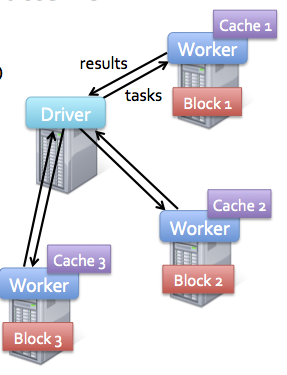 Cache 1
Worker
results
tasks
Block 1
Driver
Cache 2
Worker
Block 2
Cache 3
Worker
Block 3